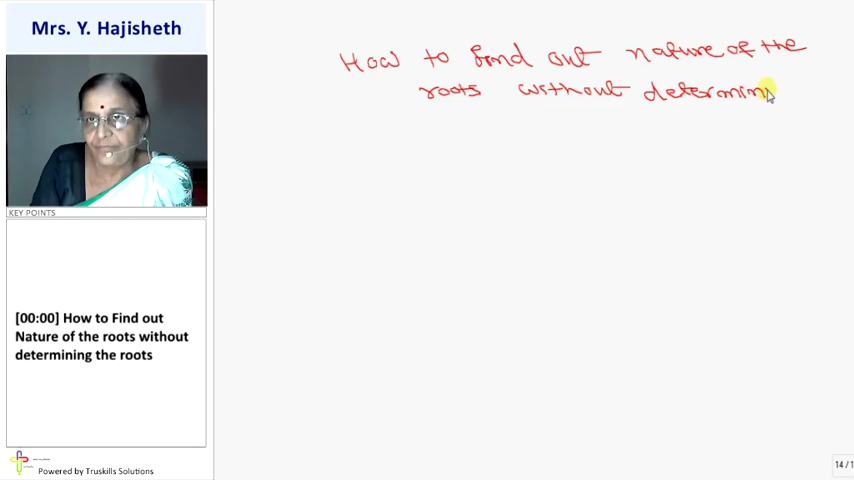 Mrs. Y. Hajisheth
How to find out nature of the
roots without determin
KEY POINTS
[00:00] How to Find out
Nature of the roots without
determining the roots
Powered by Truskills Solutions
14 / 1